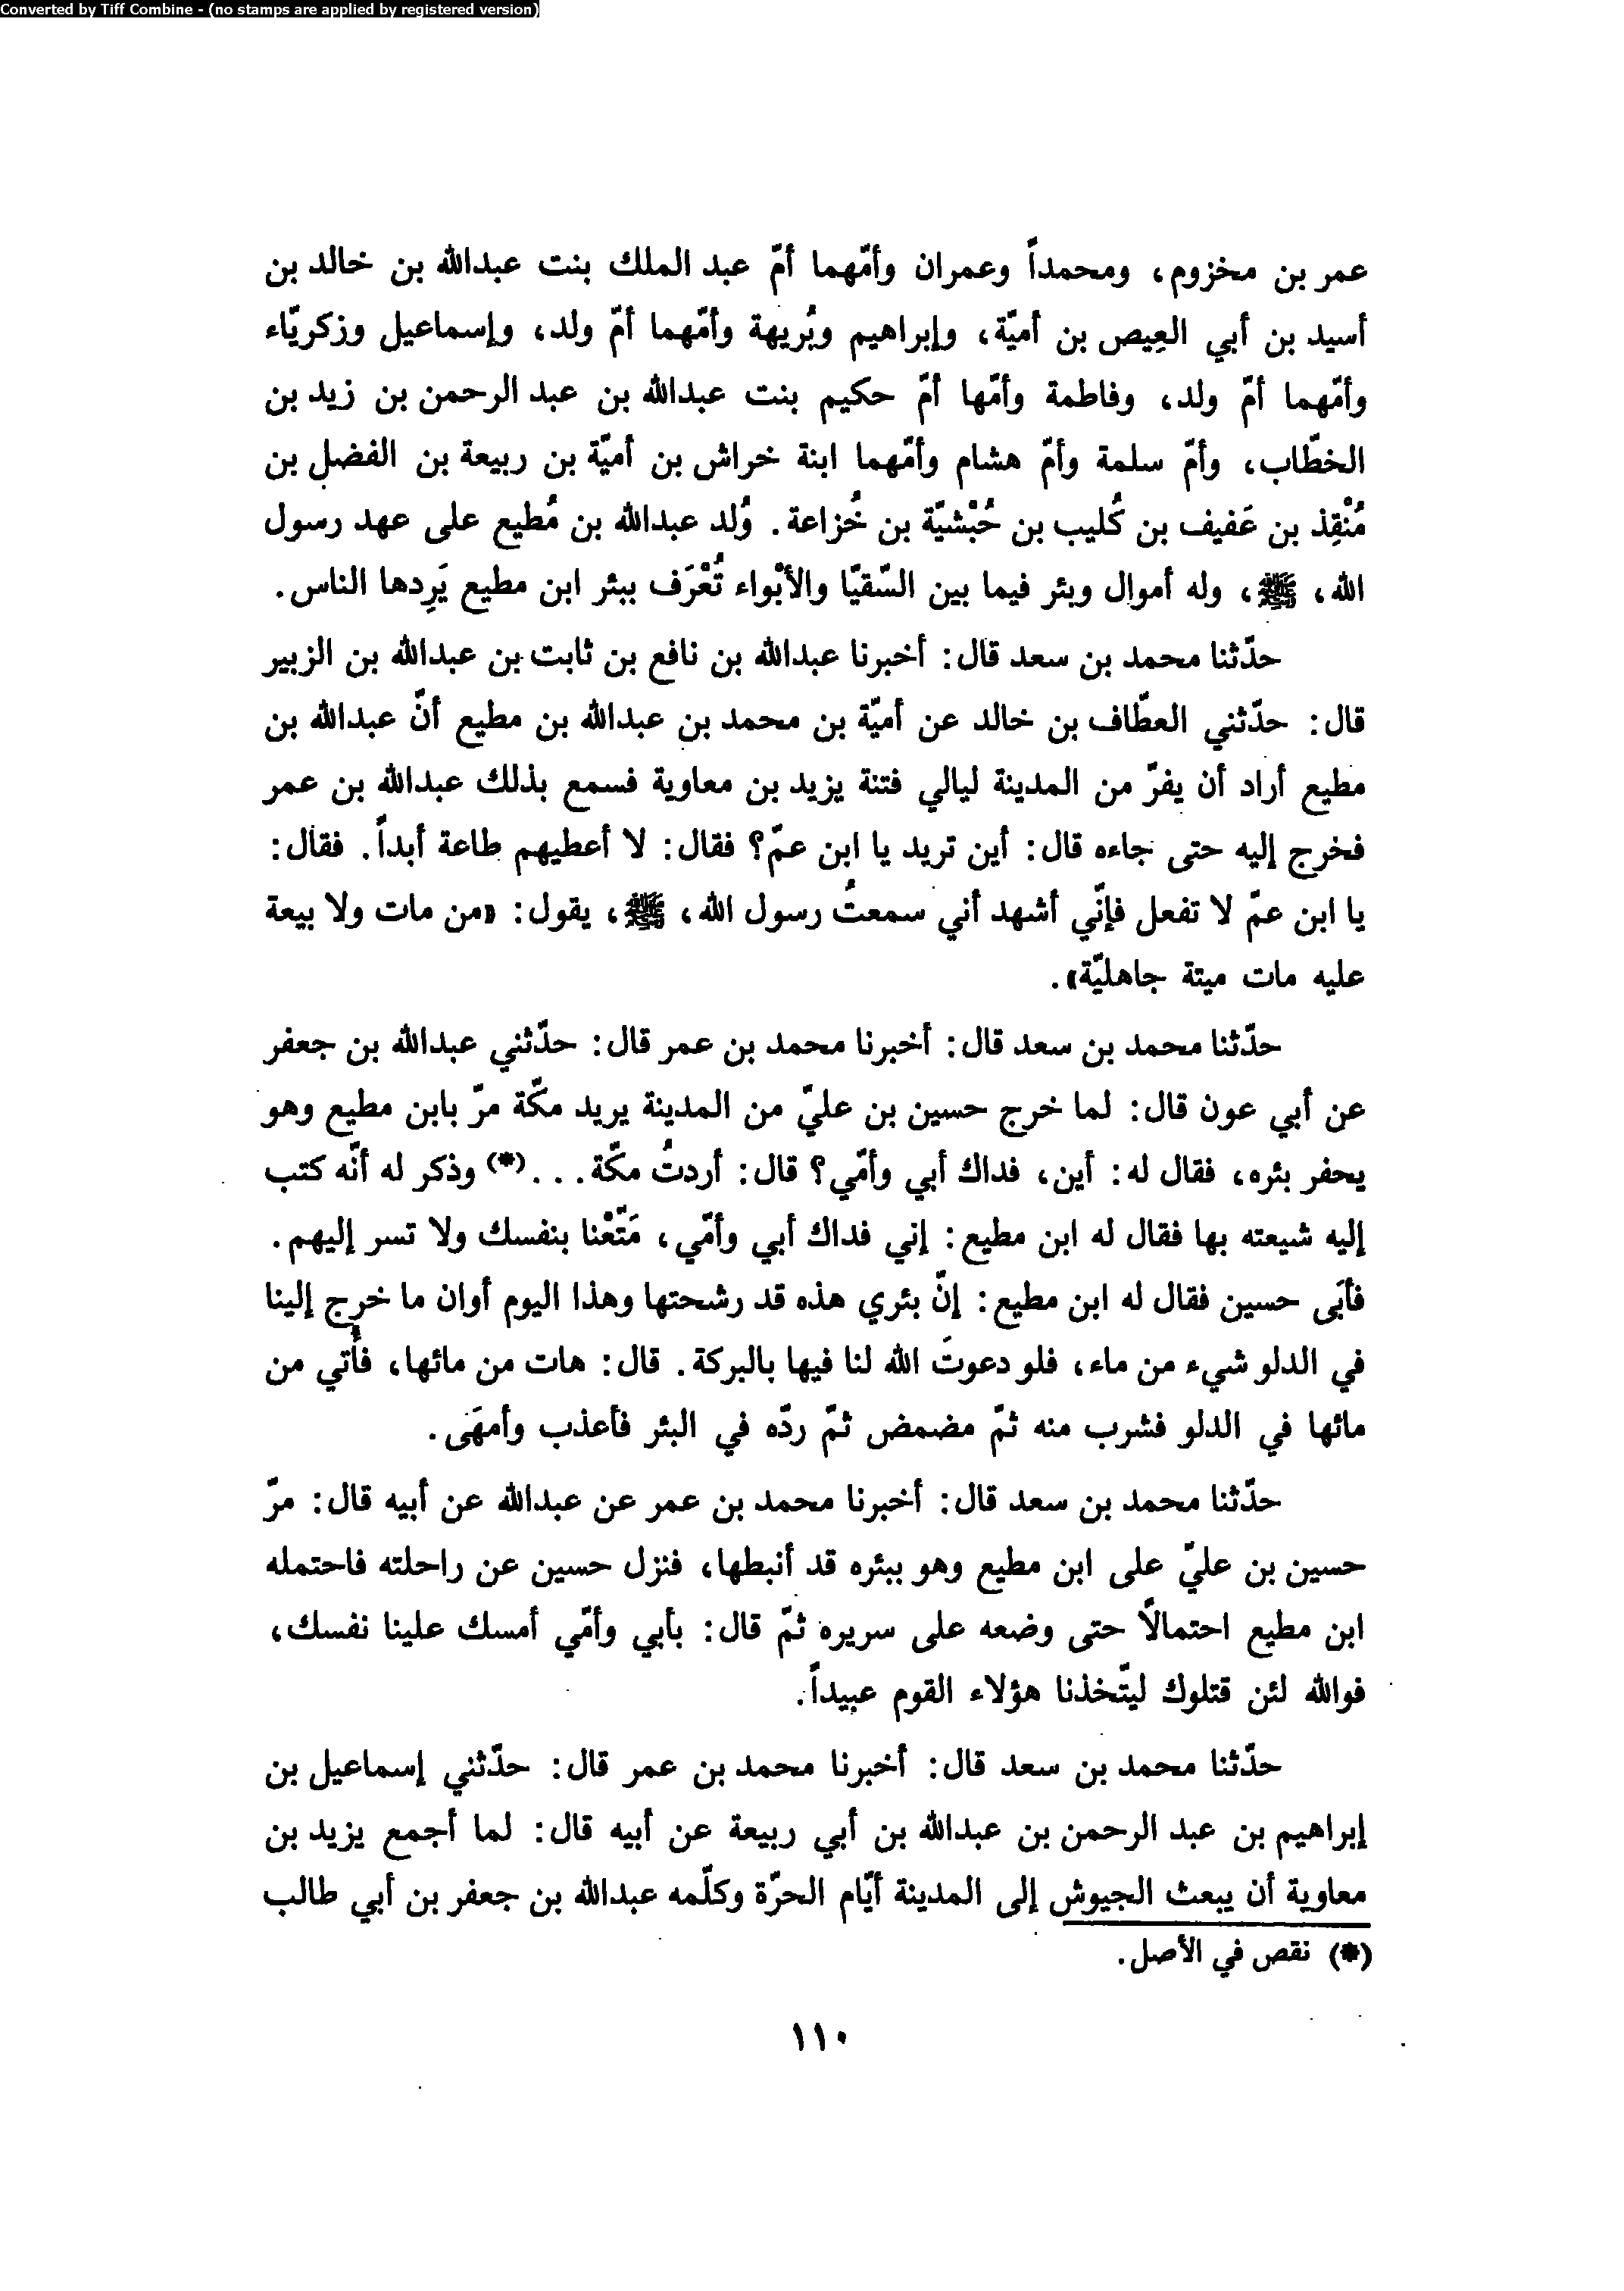 Converted by Tiff Combine - (no stamps are applied by registered version)
عمر بن مخزوم، ومحمداً وعمران وأمّهما أمّ عبد الملك بنت عبدالله بن خالد بن
أسيد بن أبي العِيص بن أميّة، وإبراهيم وبُريهة وأمّهما أمّ ولد، وإسماعيل وزكريّاء
وأمّهما أمّ ولد، وفاطمة وأمّها أمّ حكيم بنت عبدالله بن عبد الرحمن بن زيد بن
الخطّاب، وأمّ سلمة وأمّ هشام وأمّهما ابنة خراش بن أميّة بن ربيعة بن الفضل بن
مُنْقِذ بن عَفيف بن كُليب بن حُبْشيّة بن خُزاعة. وُلد عبدالله بن مُطيع على عهد رسول
الله، ﷺ، وله أموال وبئر فيما بين السّقيّا والأبْواء تُعْرَف ببئر ابن مطيع يَرِدها الناس.
حدّثنا محمد بن سعد قال: أخبرنا عبدالله بن نافع بن ثابت بن عبدالله بن الزبير
قال: حدّثني العطّاف بن خالد عن أميّة بن محمد بن عبدالله بن مطيع أنّ عبدالله بن
مطيع أراد أن يفرّ من المدينة ليالي فتنة يزيد بن معاوية فسمع بذلك عبدالله بن عمر
فخرج إليه حتى جاءه قال: أين تريد يا ابن عمّ؟ فقال: لا أعطيهم طاعة أبداً. فقال:
يا ابن عمّ لا تفعل فإنّي أشهد أني سمعتُ رسول الله، ﷺ، يقول: «من مات ولا بيعة
عليه مات ميتة جاهليّة».
حدّثنا محمد بن سعد قال: أخبرنا محمد بن عمر قال: حدّثني عبدالله بن جعفر
عن أبي عون قال: لما خرج حسين بن عليّ من المدينة يريد مكّة مرّ بابن مطيع وهو
يحفر بئره، فقال له: أين، فداك أبي وأمّي؟ قال: أردتُ مكّة...(*) وذكر له أنّه كتب
إليه شيعته بها فقال له ابن مطيع: إني فداك أبي وأمّي، مَتّعْنا بنفسك ولا تسر إليهم.
فأبَى حسين فقال له ابن مطيع: إنّ بئري هذه قد رشحتها وهذا اليوم أوان ما خرج إلينا
في الدلو شيء من ماء، فلو دعوتَ الله لنا فيها بالبركة. قال: هات من مائها، فأُتي من
مائها في الدلو فشرب منه ثمّ مضمض ثمّ ردّه في البئر فأعذب وأمهَى.
حدّثنا محمد بن سعد قال: أخبرنا محمد بن عمر عن عبدالله عن أبيه قال: مرّ
حسين بن عليّ على ابن مطيع وهو ببئره قد أنبطها، فنزل حسين عن راحلته فاحتمله
ابن مطيع احتمالاً حتى وضعه على سريره ثمّ قال: بأبي وأمّي أمسك علينا نفسك،
فوالله لئن قتلوك ليتّخذنا هؤلاء القوم عبيداً.
حدّثنا محمد بن سعد قال: أخبرنا محمد بن عمر قال: حدّثني إسماعيل بن
إبراهيم بن عبد الرحمن بن عبدالله بن أبي ربيعة عن أبيه قال: لما أجمع يزيد بن
معاوية أن يبعث الجيوش إلى المدينة أيّام الحرّة وكلّمه عبدالله بن جعفر بن أبي طالب
(*) نقص في الأصل.
١١٠